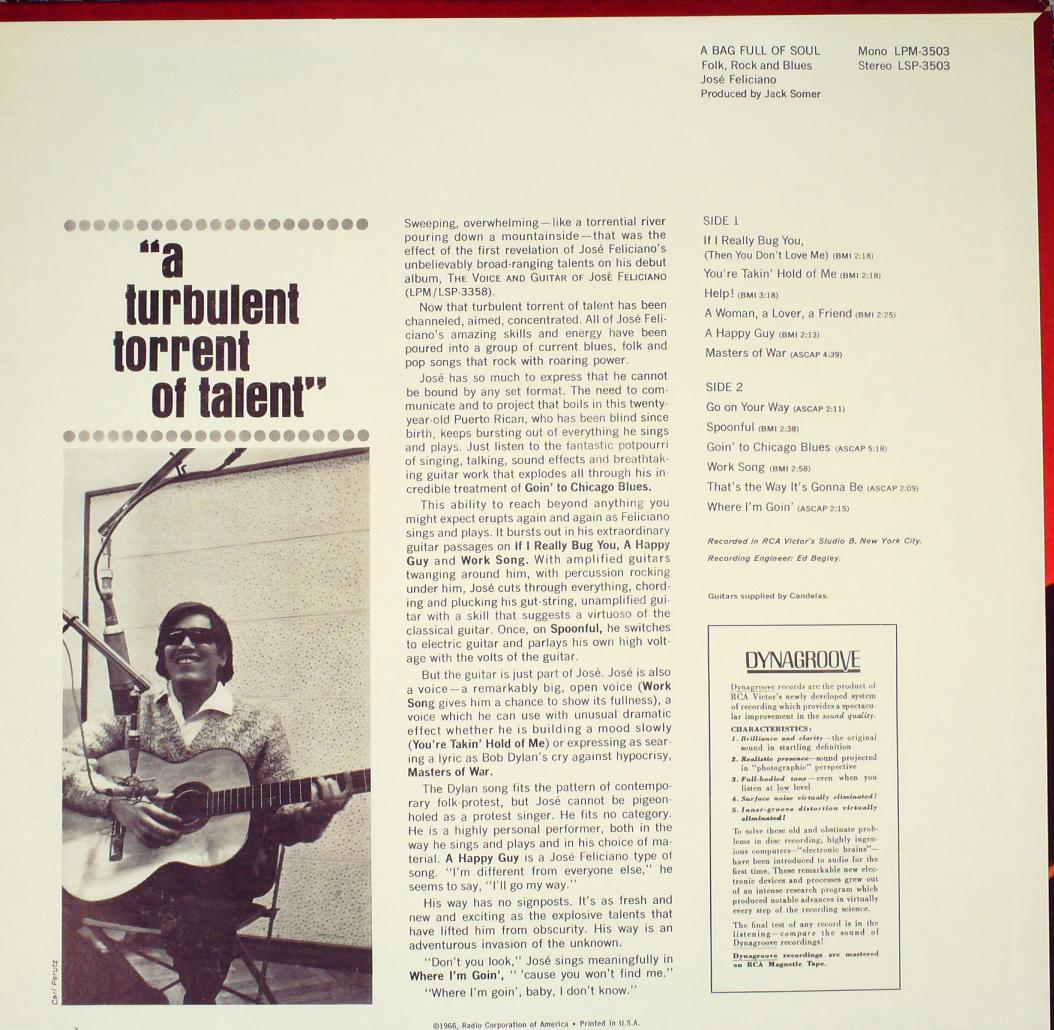 A BAG FULL OF SOUL
Folk, Rock and Blues
José Feliciano
Produced by Jack Somer
Mono LPM-3503
Stereo LSP-3503
“a
turbulent
torrent
of talent”
Carl Perutz
Sweeping, overwhelming—like a torrential river
pouring down a mountainside—that was the
effect of the first revelation of José Feliciano's
unbelievably broad-ranging talents on his debut
album, THE VOICE AND GUITAR OF JOSÉ FELICIANO
(LPM/LSP-3358).
Now that turbulent torrent of talent has been
channeled, aimed, concentrated. All of José Feli-
ciano's amazing skills and energy have been
poured into a group of current blues, folk and
pop songs that rock with roaring power.
José has so much to express that he cannot
be bound by any set format. The need to com-
municate and to project that boils in this twenty-
year-old Puerto Rican, who has been blind since
birth, keeps bursting out of everything he sings
and plays. Just listen to the fantastic potpourri
of singing, talking, sound effects and breathtak-
ing guitar work that explodes all through his in-
credible treatment of Goin' to Chicago Blues.
This ability to reach beyond anything you
might expect erupts again and again as Feliciano
sings and plays. It bursts out in his extraordinary
guitar passages on If I Really Bug You, A Happy
Guy and Work Song. With amplified guitars
twanging around him, with percussion rocking
under him, José cuts through everything, chord-
ing and plucking his gut-string, unamplified gui-
tar with a skill that suggests a virtuoso of the
classical guitar. Once, on Spoonful, he switches
to electric guitar and parlays his own high volt-
age with the volts of the guitar.
But the guitar is just part of José. José is also
a voice—a remarkably big, open voice (Work
Song gives him a chance to show its fullness), a
voice which he can use with unusual dramatic
effect whether he is building a mood slowly
(You're Takin' Hold of Me) or expressing as sear-
ing a lyric as Bob Dylan's cry against hypocrisy,
Masters of War.
The Dylan song fits the pattern of contempo-
rary folk-protest, but José cannot be pigeon-
holed as a protest singer. He fits no category.
He is a highly personal performer, both in the
way he sings and plays and in his choice of ma-
terial. A Happy Guy is a José Feliciano type of
song. “I'm different from everyone else,” he
seems to say, “I'll go my way.”
His way has no signposts. It's as fresh and
new and exciting as the explosive talents that
have lifted him from obscurity. His way is an
adventurous invasion of the unknown.
“Don't you look,” José sings meaningfully in
Where I'm Goin', “ 'cause you won't find me.”
“Where I'm goin', baby, I don't know.”
SIDE 1
If I Really Bug You,
(Then You Don't Love Me) (BMI 2:18)
You're Takin' Hold of Me (BMI 2:18)
Help! (BMI 3:18)
A Woman, a Lover, a Friend (BMI 2:25)
A Happy Guy (BMI 2:13)
Masters of War (ASCAP 4:39)
SIDE 2
Go on Your Way (ASCAP 2:11)
Spoonful (BMI 2:38)
Goin' to Chicago Blues (ASCAP 5:18)
Work Song (BMI 2:58)
That's the Way It's Gonna Be (ASCAP 2:09)
Where I'm Goin' (ASCAP 2:15)
Recorded in RCA Victor's Studio B, New York City.
Recording Engineer: Ed Begley.
Guitars supplied by Candelas.
DYNAGROOVE
Dynagroove records are the product of
RCA Victor's newly developed system
of recording which provides a spectacu-
lar improvement in the sound quality.
CHARACTERISTICS:
1. Brilliance and clarity—the original
sound in startling definition
2. Realistic presence—sound projected
in “photographic” perspective
3. Full-bodied tone—even when you
listen at low level
4. Surface noise virtually eliminated!
5. Inner-groove distortion virtually
eliminated!
To solve these old and obstinate prob-
lems in disc recording, highly ingen-
ious computers—“electronic brains”—
have been introduced to audio for the
first time. These remarkable new elec-
tronic devices and processes grew out
of an intense research program which
produced notable advances in virtually
every step of the recording science.
The final test of any record is in the
listening—compare the sound of
Dynagroove recordings!
Dynagroove recordings are mastered
on RCA Magnetic Tape.
©1966, Radio Corporation of America • Printed in U.S.A.